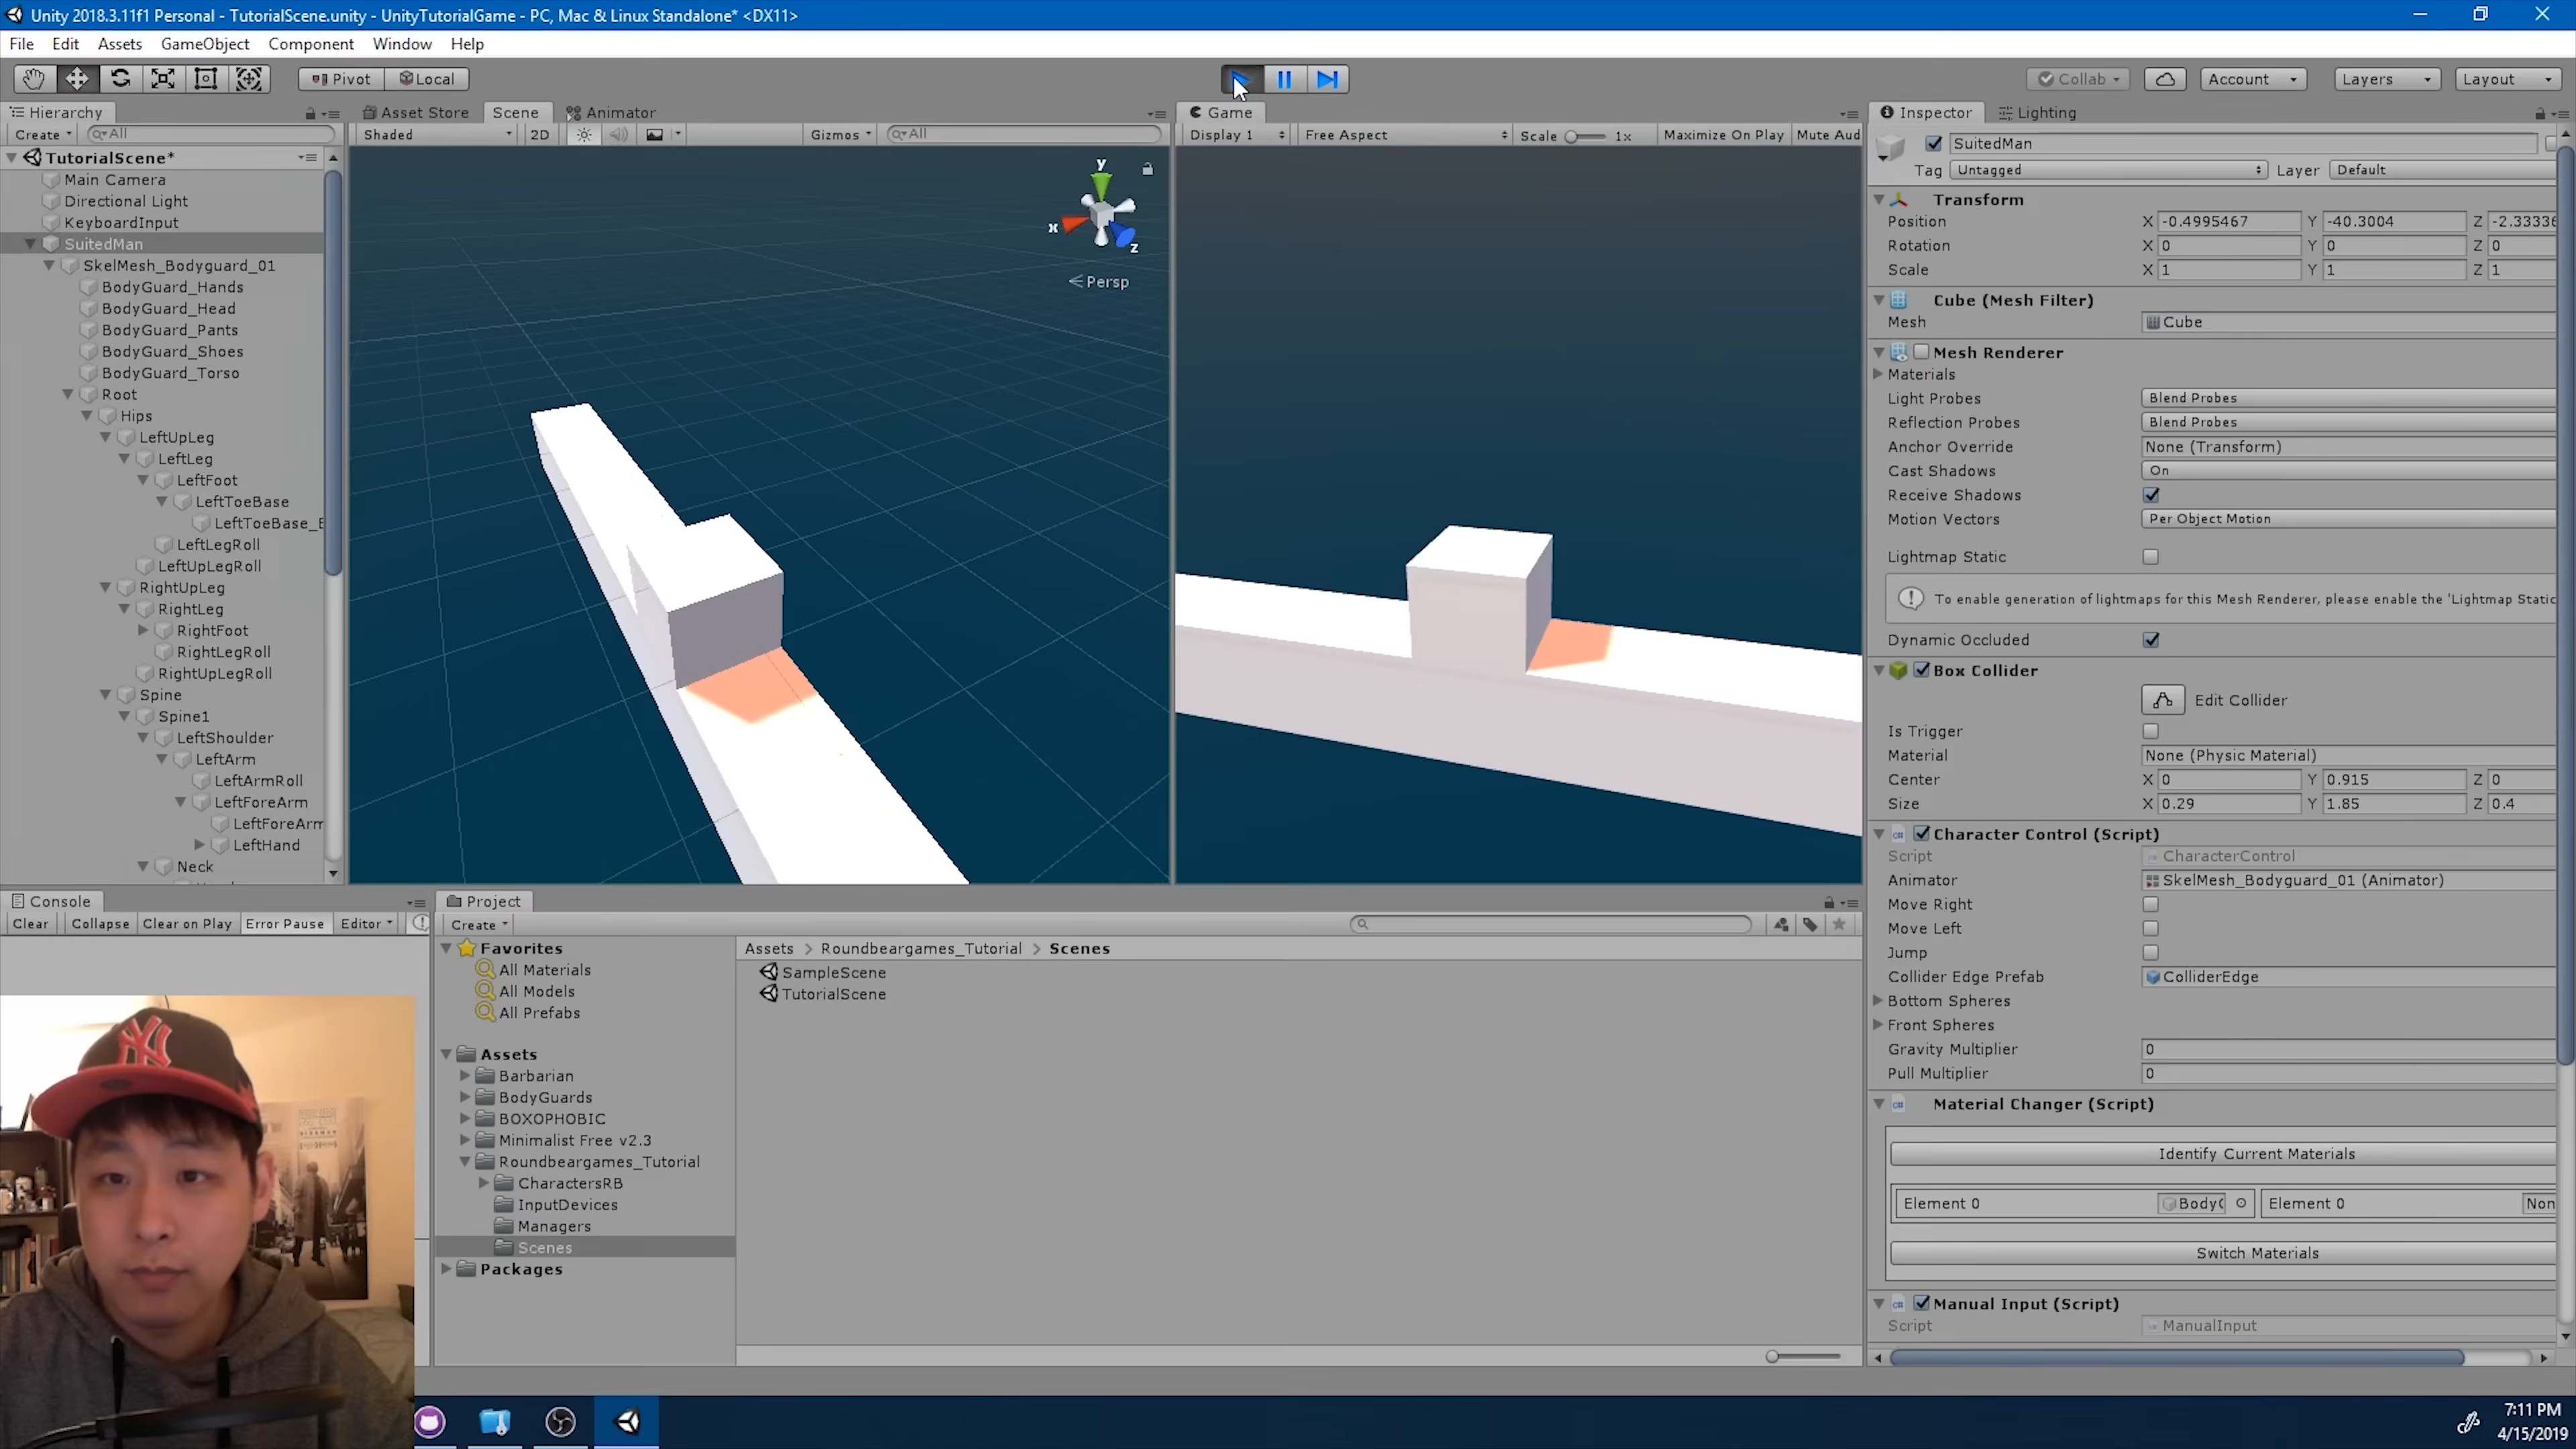 Unity 2018.3.11f1 Personal - TutorialScene.unity - UnityTutorialGame - PC, Mac & Linux Standalone* <DX11>
File Edit Assets GameObject Component Window Help
Pivot Local
Collab Account Layers Layout
Hierarchy
Create All
TutorialScene*
Main Camera
Directional Light
KeyboardInput
SuitedMan
SkelMesh_Bodyguard_01
BodyGuard_Hands
BodyGuard_Head
BodyGuard_Pants
BodyGuard_Shoes
BodyGuard_Torso
Root
Hips
LeftUpLeg
LeftLeg
LeftFoot
LeftToeBase
LeftToeBase_E
LeftLegRoll
LeftUpLegRoll
RightUpLeg
RightLeg
RightFoot
RightLegRoll
RightUpLegRoll
Spine
Spine1
LeftShoulder
LeftArm
LeftArmRoll
LeftForeArm
LeftForeArm
LeftHand
Neck
Asset Store Scene Animator
Shaded 2D Gizmos All
y
x
z
Persp
Game
Display 1 Free Aspect Scale 1x Maximize On Play Mute Aud
Inspector Lighting
SuitedMan
Tag Untagged Layer Default
Transform
Position X -0.4995467 Y -40.3004 Z -2.33336
Rotation X 0 Y 0 Z 0
Scale X 1 Y 1 Z 1
Cube (Mesh Filter)
Mesh Cube
Mesh Renderer
Materials
Light Probes Blend Probes
Reflection Probes Blend Probes
Anchor Override None (Transform)
Cast Shadows On
Receive Shadows
Motion Vectors Per Object Motion
Lightmap Static
To enable generation of lightmaps for this Mesh Renderer, please enable the 'Lightmap Static
Dynamic Occluded
Box Collider
Edit Collider
Is Trigger
Material None (Physic Material)
Center X 0 Y 0.915 Z 0
Size X 0.29 Y 1.85 Z 0.4
Character Control (Script)
Script CharacterControl
Animator SkelMesh_Bodyguard_01 (Animator)
Move Right
Move Left
Jump
Collider Edge Prefab ColliderEdge
Bottom Spheres
Front Spheres
Gravity Multiplier 0
Pull Multiplier 0
Material Changer (Script)
Identify Current Materials
Element 0 Body Element 0 Non
Switch Materials
Manual Input (Script)
Script ManualInput
Console
Clear Collapse Clear on Play Error Pause Editor
Project
Create
Favorites
All Materials
All Models
All Prefabs
Assets
Barbarian
BodyGuards
BOXOPHOBIC
Minimalist Free v2.3
Roundbeargames_Tutorial
CharactersRB
InputDevices
Managers
Scenes
Packages
Assets > Roundbeargames_Tutorial > Scenes
SampleScene
TutorialScene
NY
7:11 PM
4/15/2019